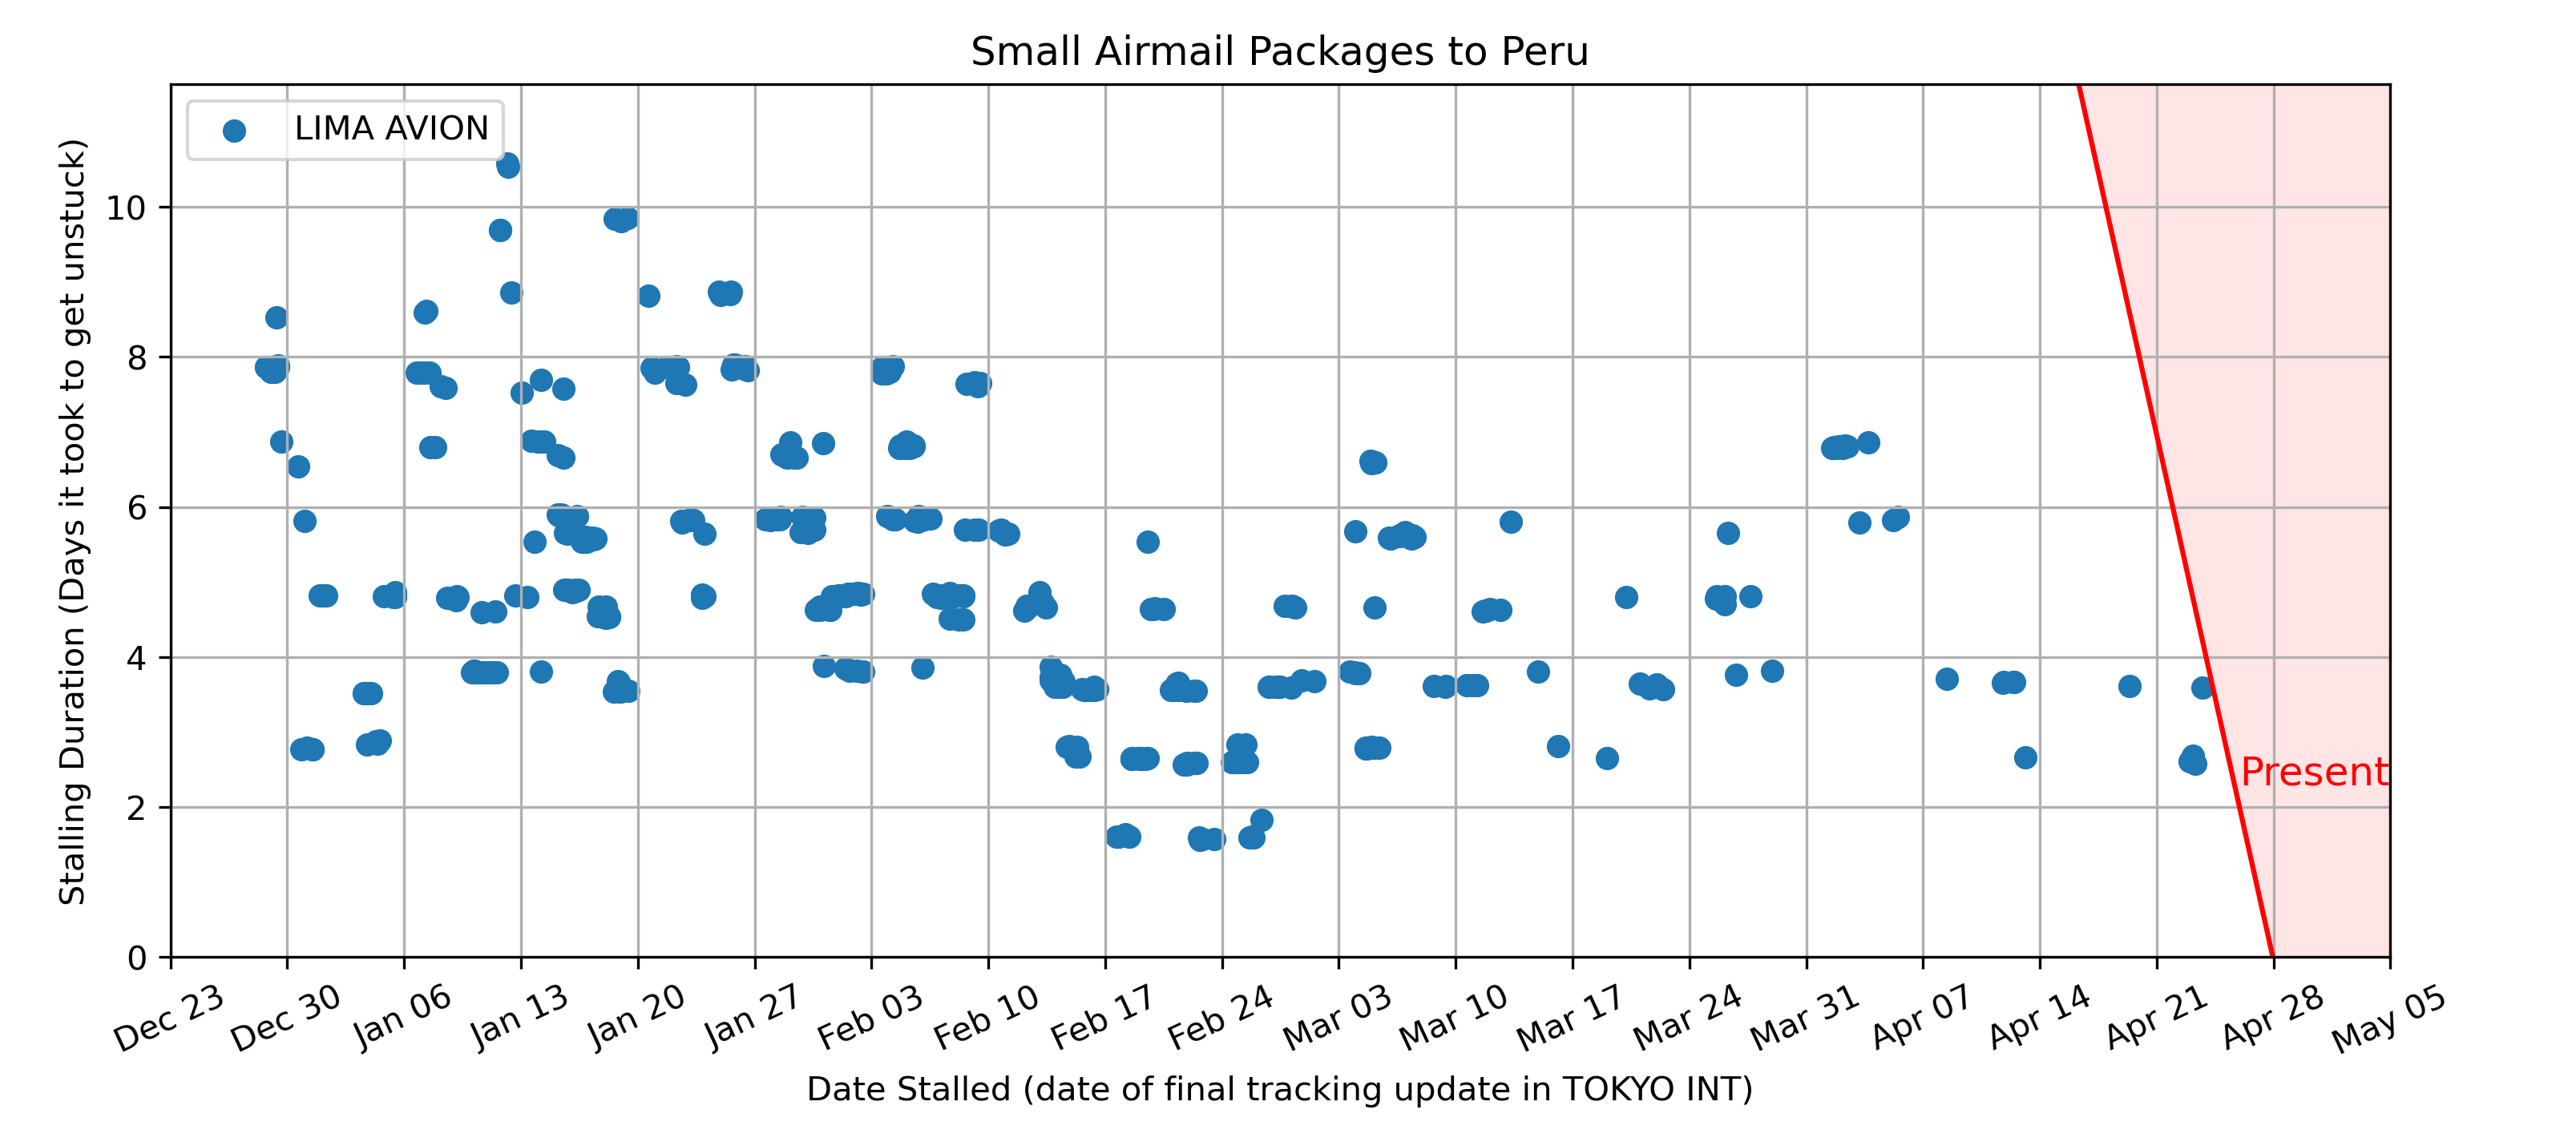 Small Airmail Packages to Peru
LIMA AVION
Stalling Duration (Days it took to get unstuck)
10
8
6
4
2
0
Present
Dec 23
Dec 30
Jan 06
Jan 13
Jan 20
Jan 27
Feb 03
Feb 10
Feb 17
Feb 24
Mar 03
Mar 10
Mar 17
Mar 24
Mar 31
Apr 07
Apr 14
Apr 21
Apr 28
May 05
Date Stalled (date of final tracking update in TOKYO INT)